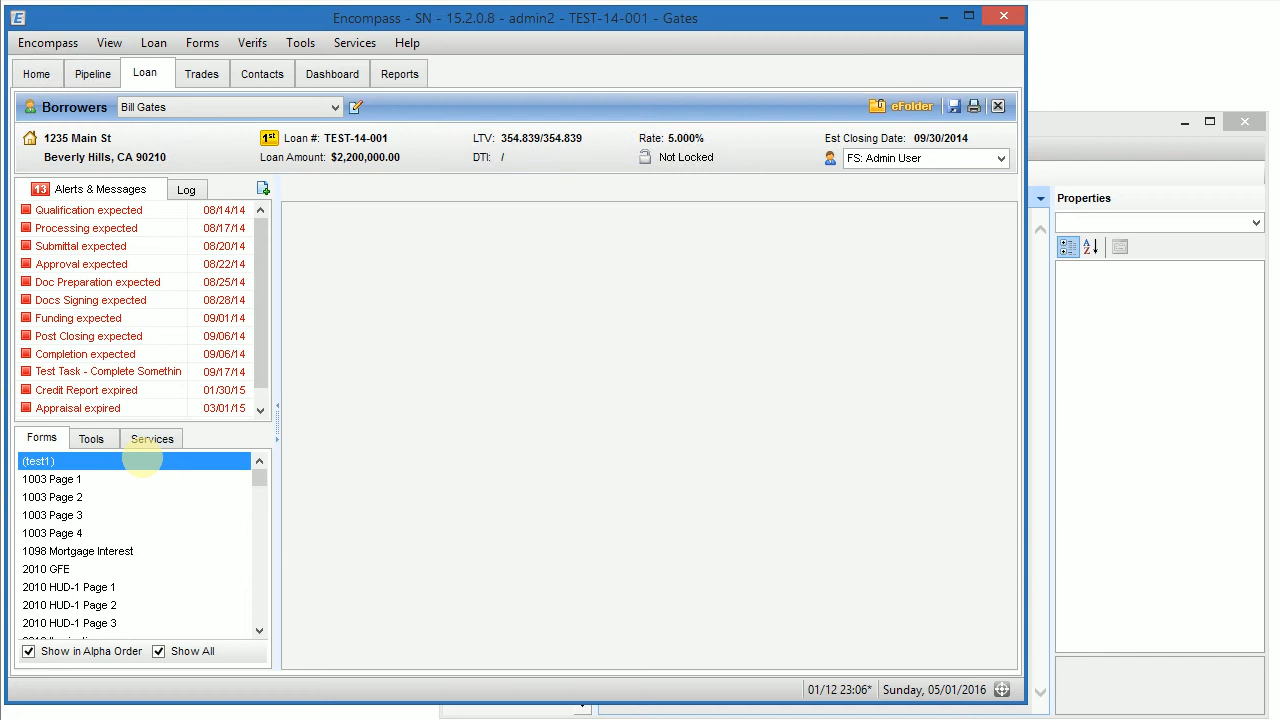 Encompass - SN - 15.2.0.8 - admin2 - TEST-14-001 - Gates
Encompass View Loan Forms Verifs Tools Services Help
Home Pipeline Loan Trades Contacts Dashboard Reports
Borrowers Bill Gates eFolder
1235 Main St 1st Loan #: TEST-14-001 LTV: 354.839/354.839 Rate: 5.000% Est Closing Date: 09/30/2014
Beverly Hills, CA 90210 Loan Amount: $2,200,000.00 DTI: / Not Locked FS: Admin User
13 Alerts & Messages Log
Qualification expected 08/14/14
Processing expected 08/17/14
Submittal expected 08/20/14
Approval expected 08/22/14
Doc Preparation expected 08/25/14
Docs Signing expected 08/28/14
Funding expected 09/01/14
Post Closing expected 09/06/14
Completion expected 09/06/14
Test Task - Complete Somethin 09/17/14
Credit Report expired 01/30/15
Appraisal expired 03/01/15
Forms Tools Services
(test1)
1003 Page 1
1003 Page 2
1003 Page 3
1003 Page 4
1098 Mortgage Interest
2010 GFE
2010 HUD-1 Page 1
2010 HUD-1 Page 2
2010 HUD-1 Page 3
Show in Alpha Order Show All
01/12 23:06* Sunday, 05/01/2016
Properties